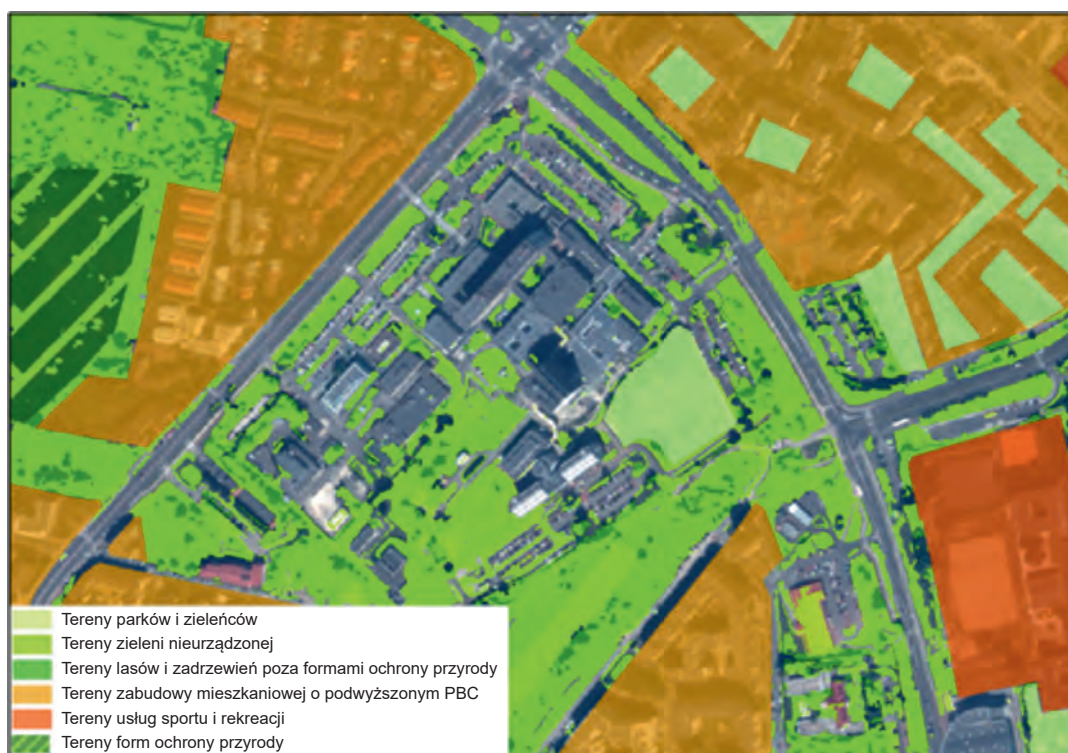 Tereny parków i zieleńców
Tereny zieleni nieurządzonej
Tereny lasów i zadrzewień poza formami ochrony przyrody
Tereny zabudowy mieszkaniowej o podwyższonym PBC
Tereny usług sportu i rekreacji
Tereny form ochrony przyrody